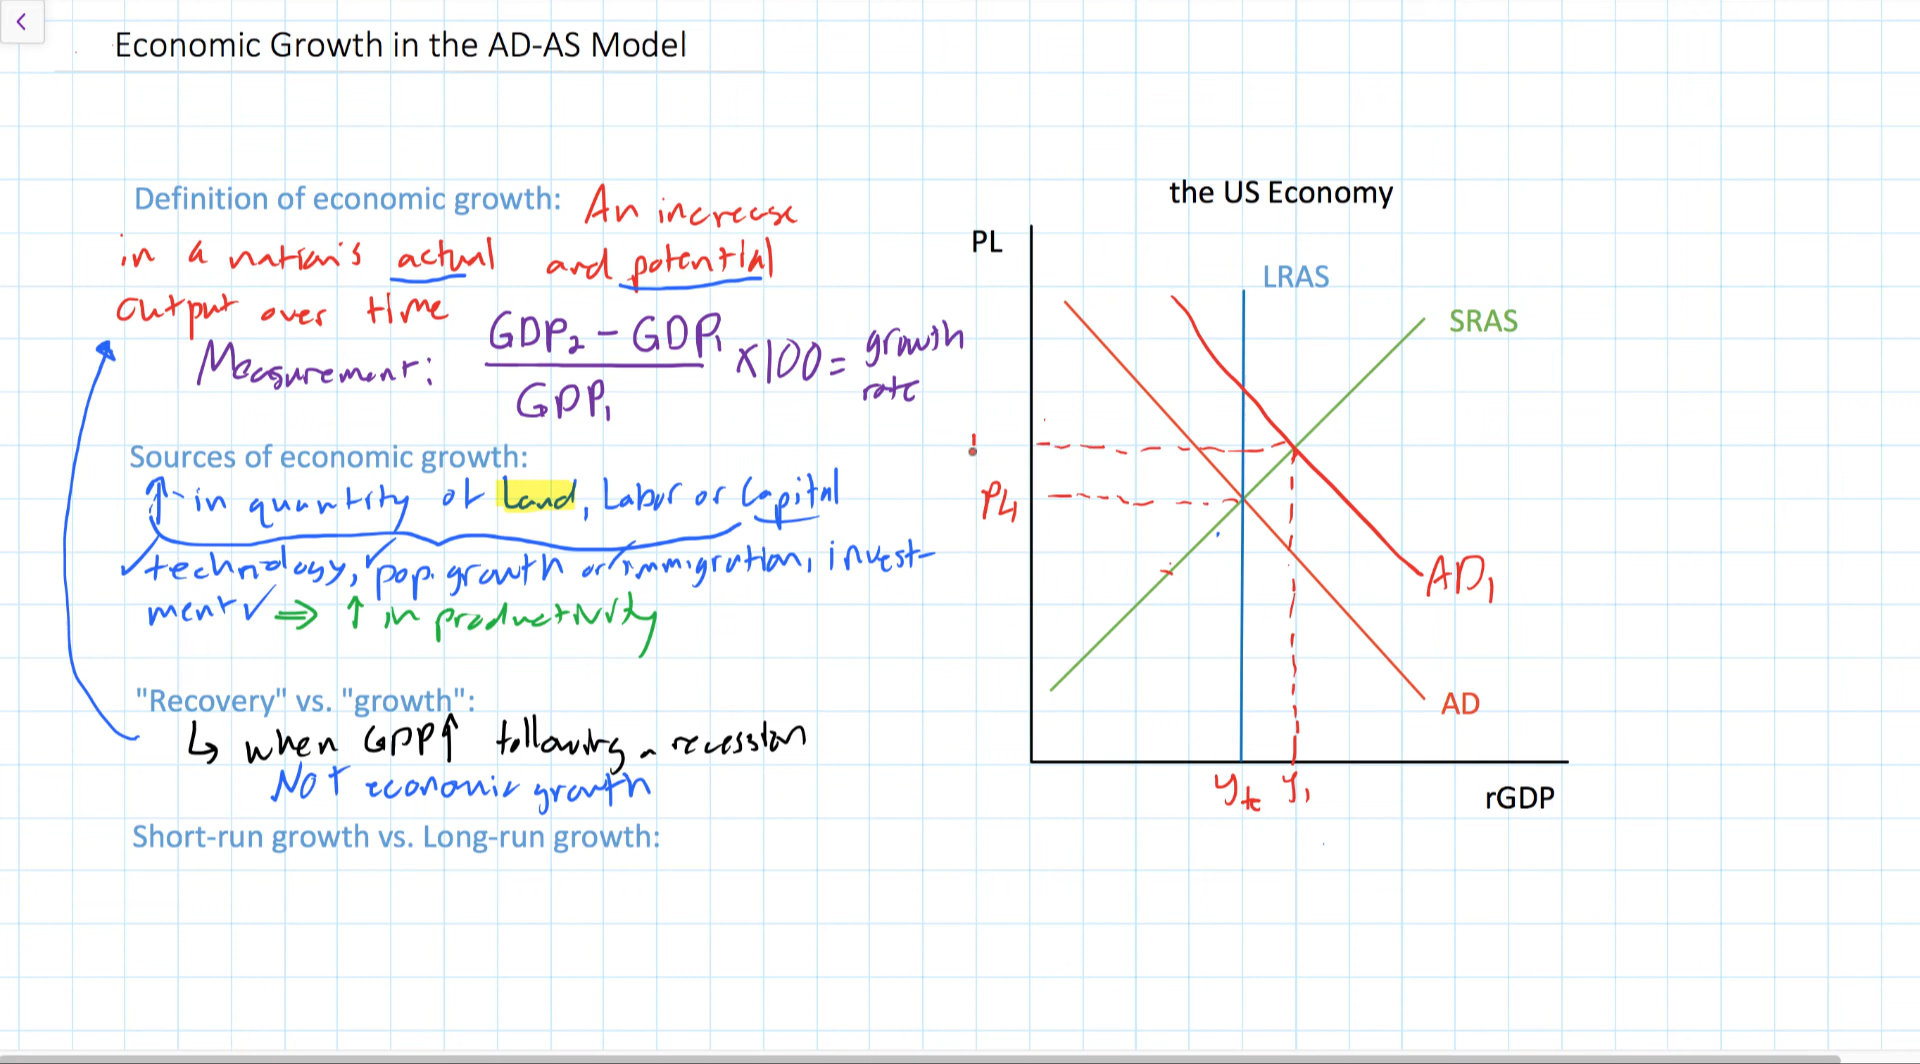 Economic Growth in the AD-AS Model
Definition of economic growth: An increase
in a nation's actual and potential
output over time
Measurement: GDP₂ - GDP₁ / GDP₁ x100 = growth rate
Sources of economic growth:
↑ in quantity of Land, Labor or Capital
✓technology, ✓pop. growth or immigration, invest-
ment ✓ ⇒ ↑ in productivity
"Recovery" vs. "growth":
↳ when GDP↑ following a recession
NOT economic growth
Short-run growth vs. Long-run growth:
the US Economy
PL
LRAS
SRAS
AD₁
AD
Y₁
rGDP